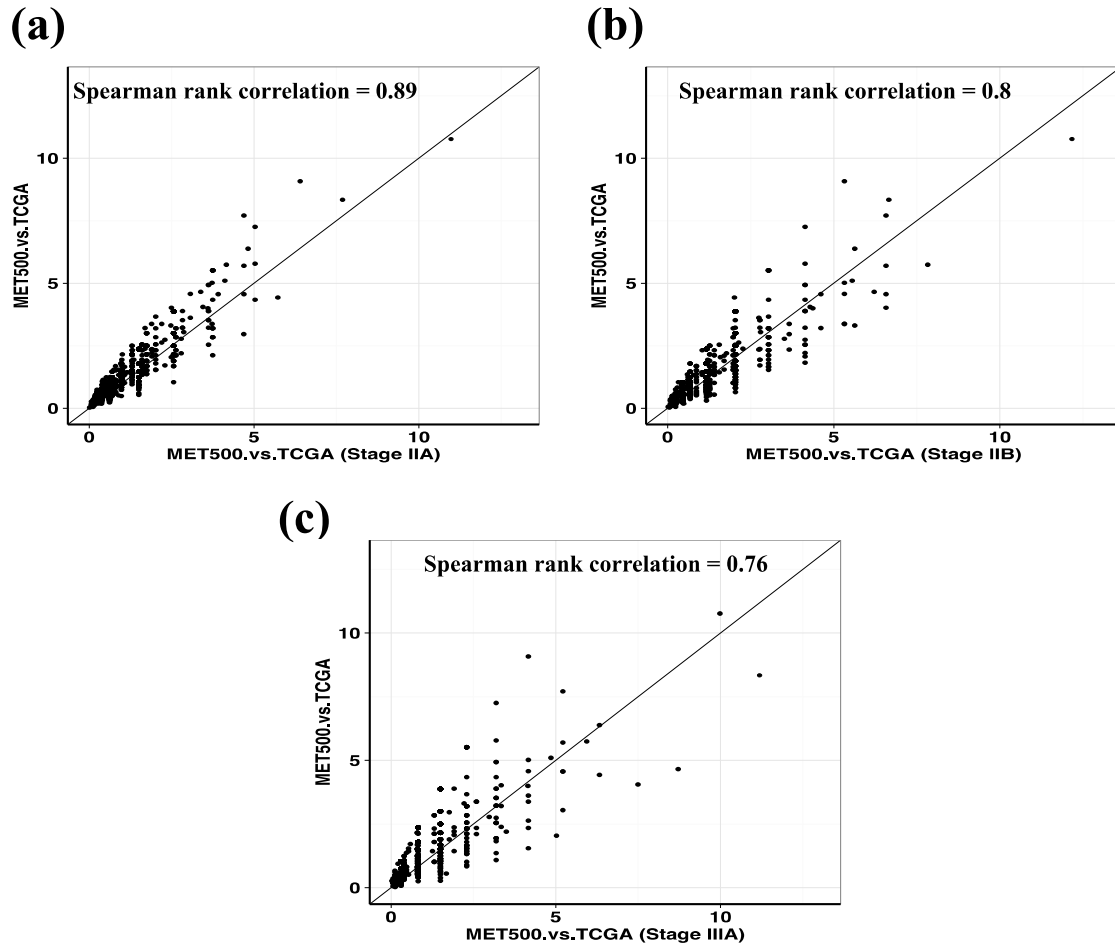 (a)
Spearman rank correlation = 0.89
MET500.vs.TCGA
10
5
0
0 5 10
MET500.vs.TCGA (Stage IIA)
(b)
Spearman rank correlation = 0.8
MET500.vs.TCGA
10
5
0
0 5 10
MET500.vs.TCGA (Stage IIB)
(c)
Spearman rank correlation = 0.76
MET500.vs.TCGA
10
5
0
0 5 10
MET500.vs.TCGA (Stage IIIA)